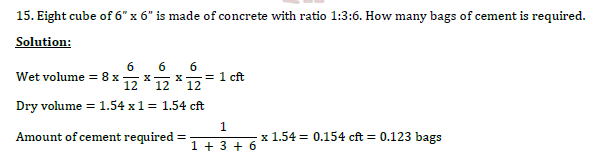 15. Eight cube of 6” x 6” is made of concrete with ratio 1:3:6. How many bags of cement is required.
Solution:
Wet volume = 8 x 6/12 x 6/12 x 6/12 = 1 cft
Dry volume = 1.54 x 1 = 1.54 cft
Amount of cement required = 1/(1 + 3 + 6) x 1.54 = 0.154 cft = 0.123 bags